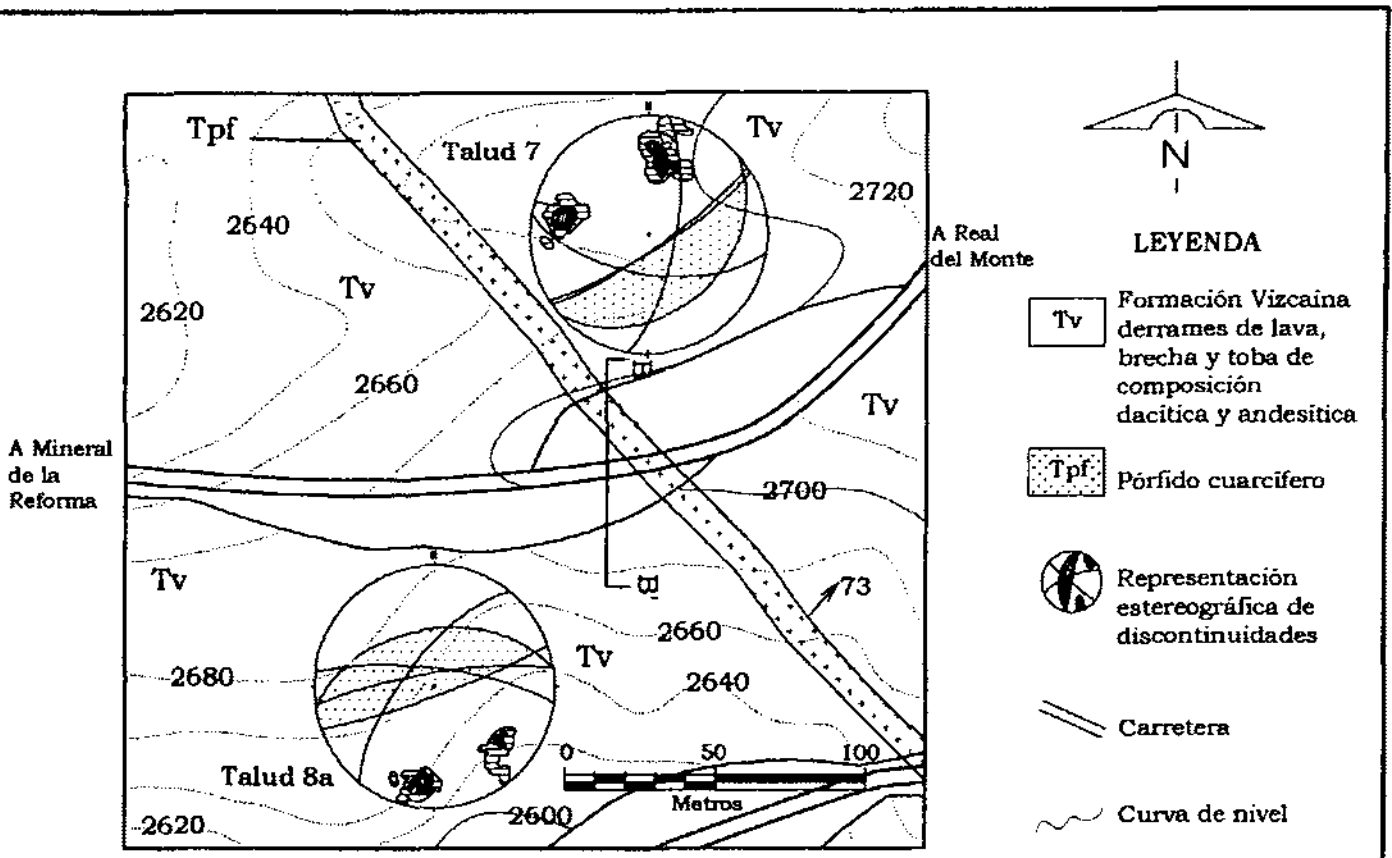 Tpf
Talud 7
Tv
2640
2720
A Real
del Monte
Tv
2620
2660
B
Tv
A Mineral
de la
Reforma
2700
Tv
B'
73
2660
Tv
2680
2640
0 50 100
Talud 8a
Metros
2600
2620
N
LEYENDA
Tv
Formación Vizcaína
derrames de lava,
brecha y toba de
composición
dacítica y andesítica
Tpf
Pórfido cuarcífero
Representación
estereográfica de
discontinuidades
Carretera
Curva de nivel